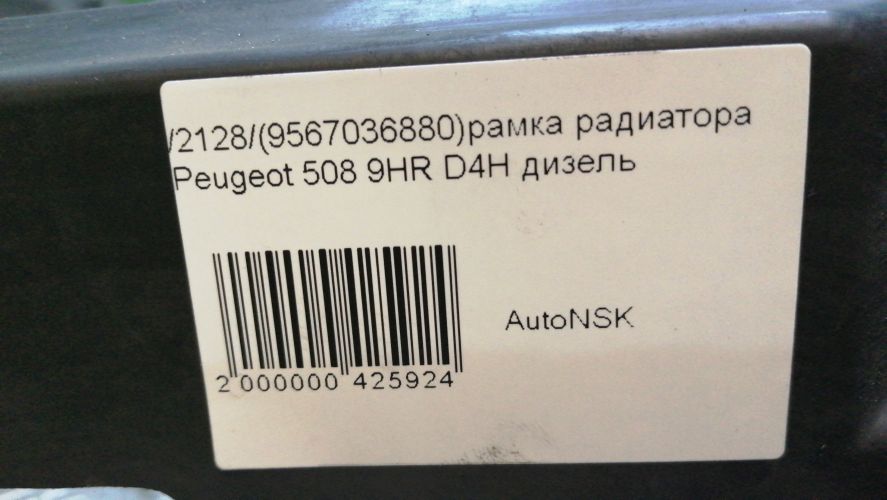 /2128/(9567036880)рамка радиатора
Peugeot 508 9HR D4H дизель
AutoNSK
2 000000 425924